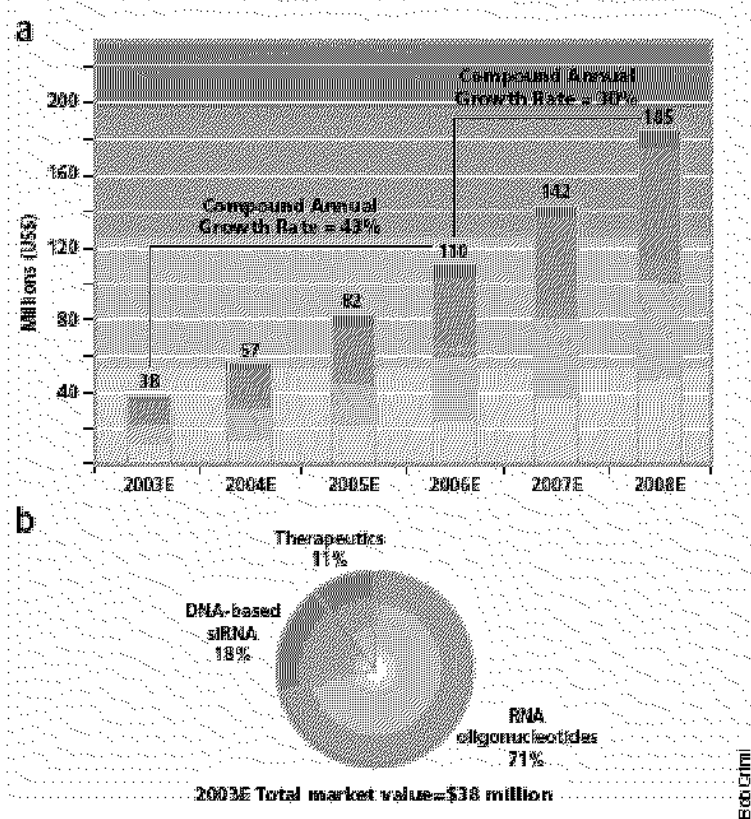 a
Compound Annual
Growth Rate = 30%
200
185
160
142
Compound Annual
Growth Rate = 43%
120
110
Millions (US$)
82
80
57
40
38
2003E 2004E 2005E 2006E 2007E 2008E
b
Therapeutics
11%
DNA-based
siRNA
18%
RNA
oligonucleotides
71%
2003E Total market value=$38 million
Bob Crimi